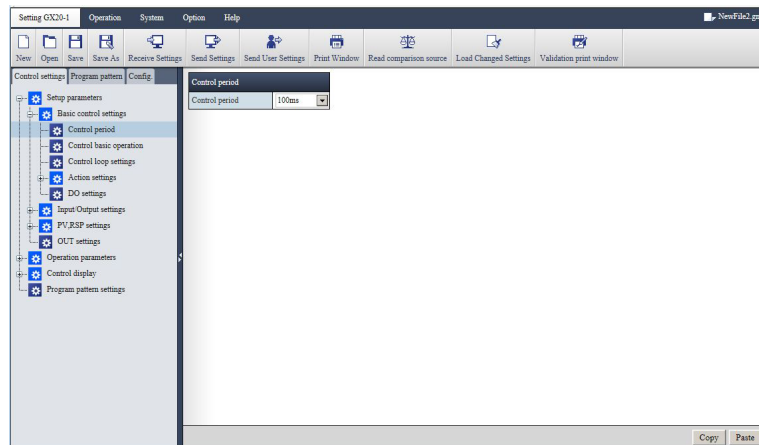 Setting GX20-1 Operation System Option Help NewFile2.gn
New Open Save Save As Receive Settings Send Settings Send User Settings Print Window Read comparison source Load Changed Settings Validation print window
Control settings Program pattern Config.
Setup parameters
Basic control settings
Control period
Control basic operation
Control loop settings
Action settings
DO settings
Input/Output settings
PV,RSP settings
OUT settings
Operation parameters
Control display
Program pattern settings
Control period
Control period 100ms
Copy Paste